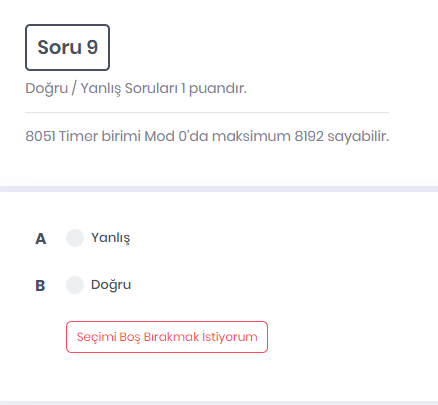 Soru 9
Doğru / Yanlış Soruları 1 puandır.
8051 Timer birimi Mod 0'da maksimum 8192 sayabilir.
A Yanlış
B Doğru
Seçimi Boş Bırakmak İstiyorum